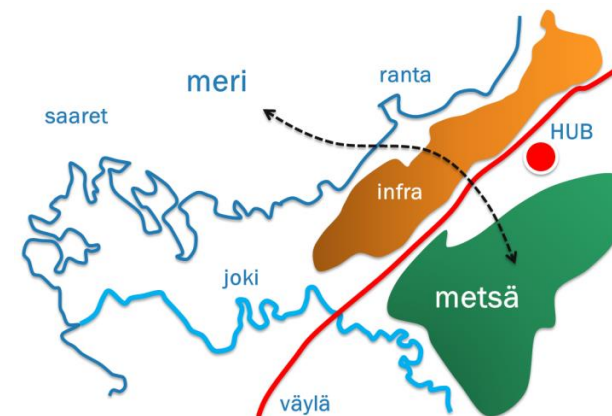 ranta
meri
saaret
HUB
infra
joki
metsä
väylä